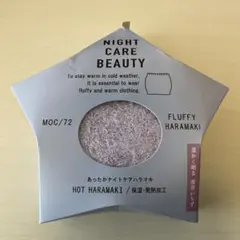 NIGHT
CARE
BEAUTY
To stay warm in cold weather,
it is essential to wear
fluffy and warm clothing.
MOC/72
FLUFFY
HARAMAKI
あったかナイトケアハラマキ
HOT HARAMAKI / 保温・発熱加工